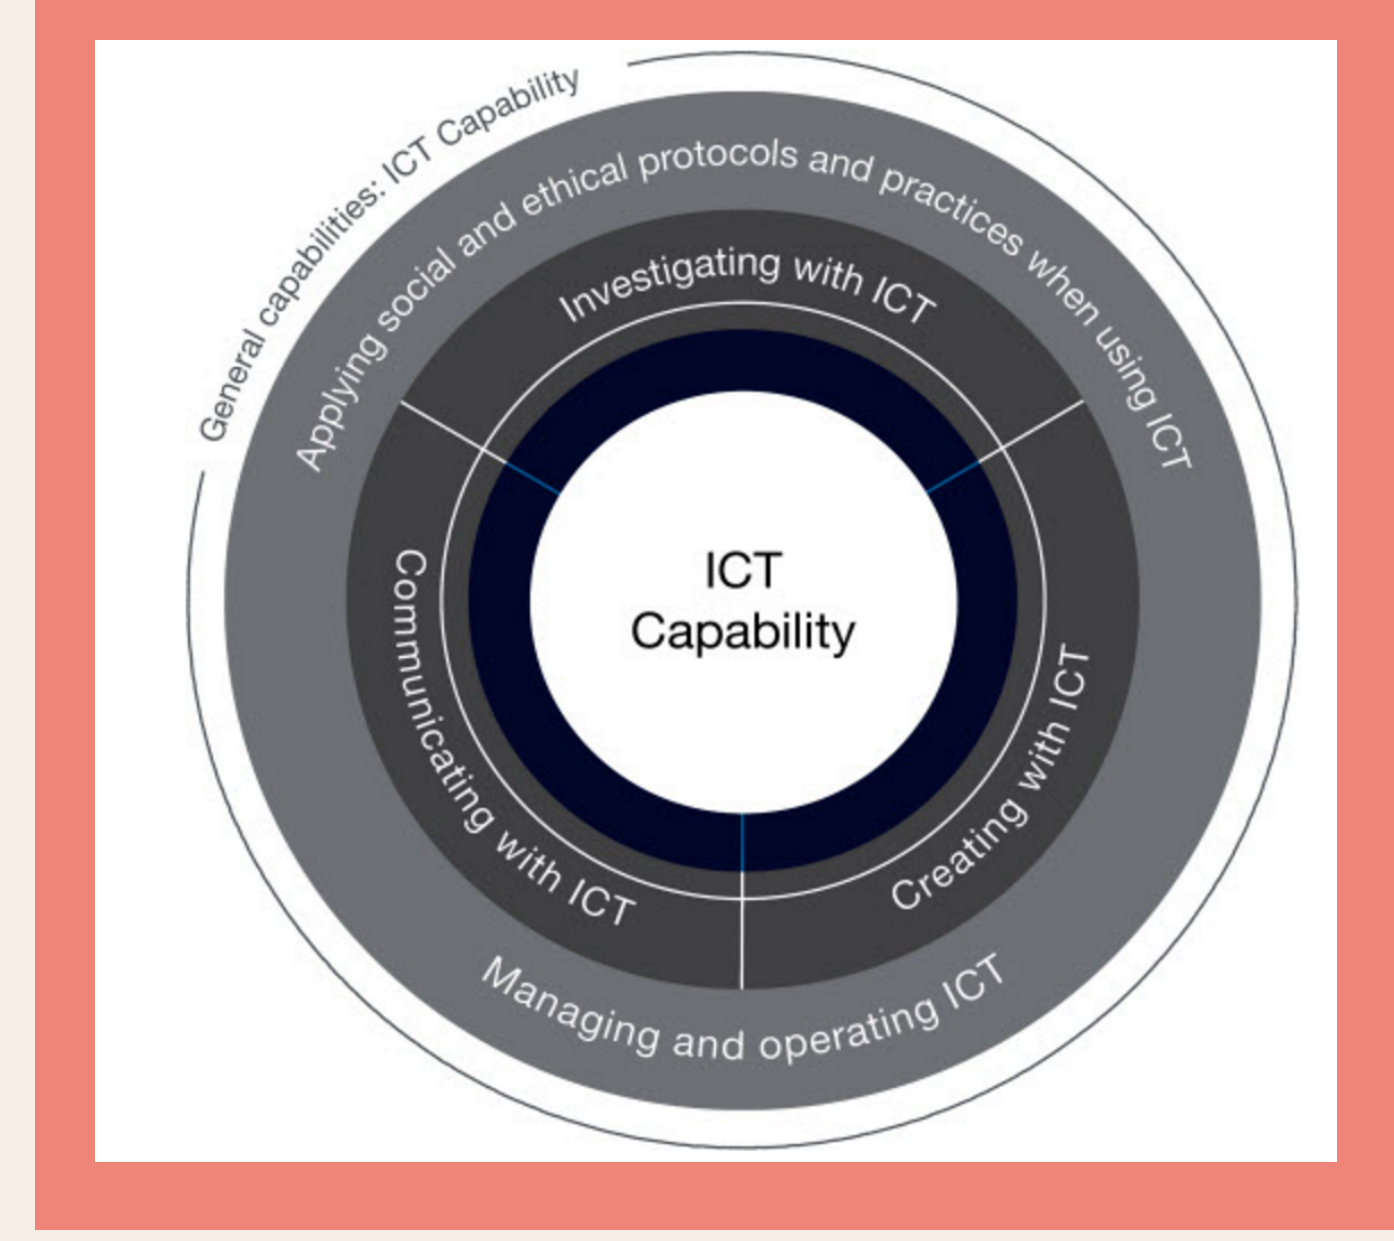 General capabilities: ICT Capability
Applying social and ethical protocols and practices when using ICT
Investigating with ICT
ICT
Capability
Communicating with ICT
Creating with ICT
Managing and operating ICT